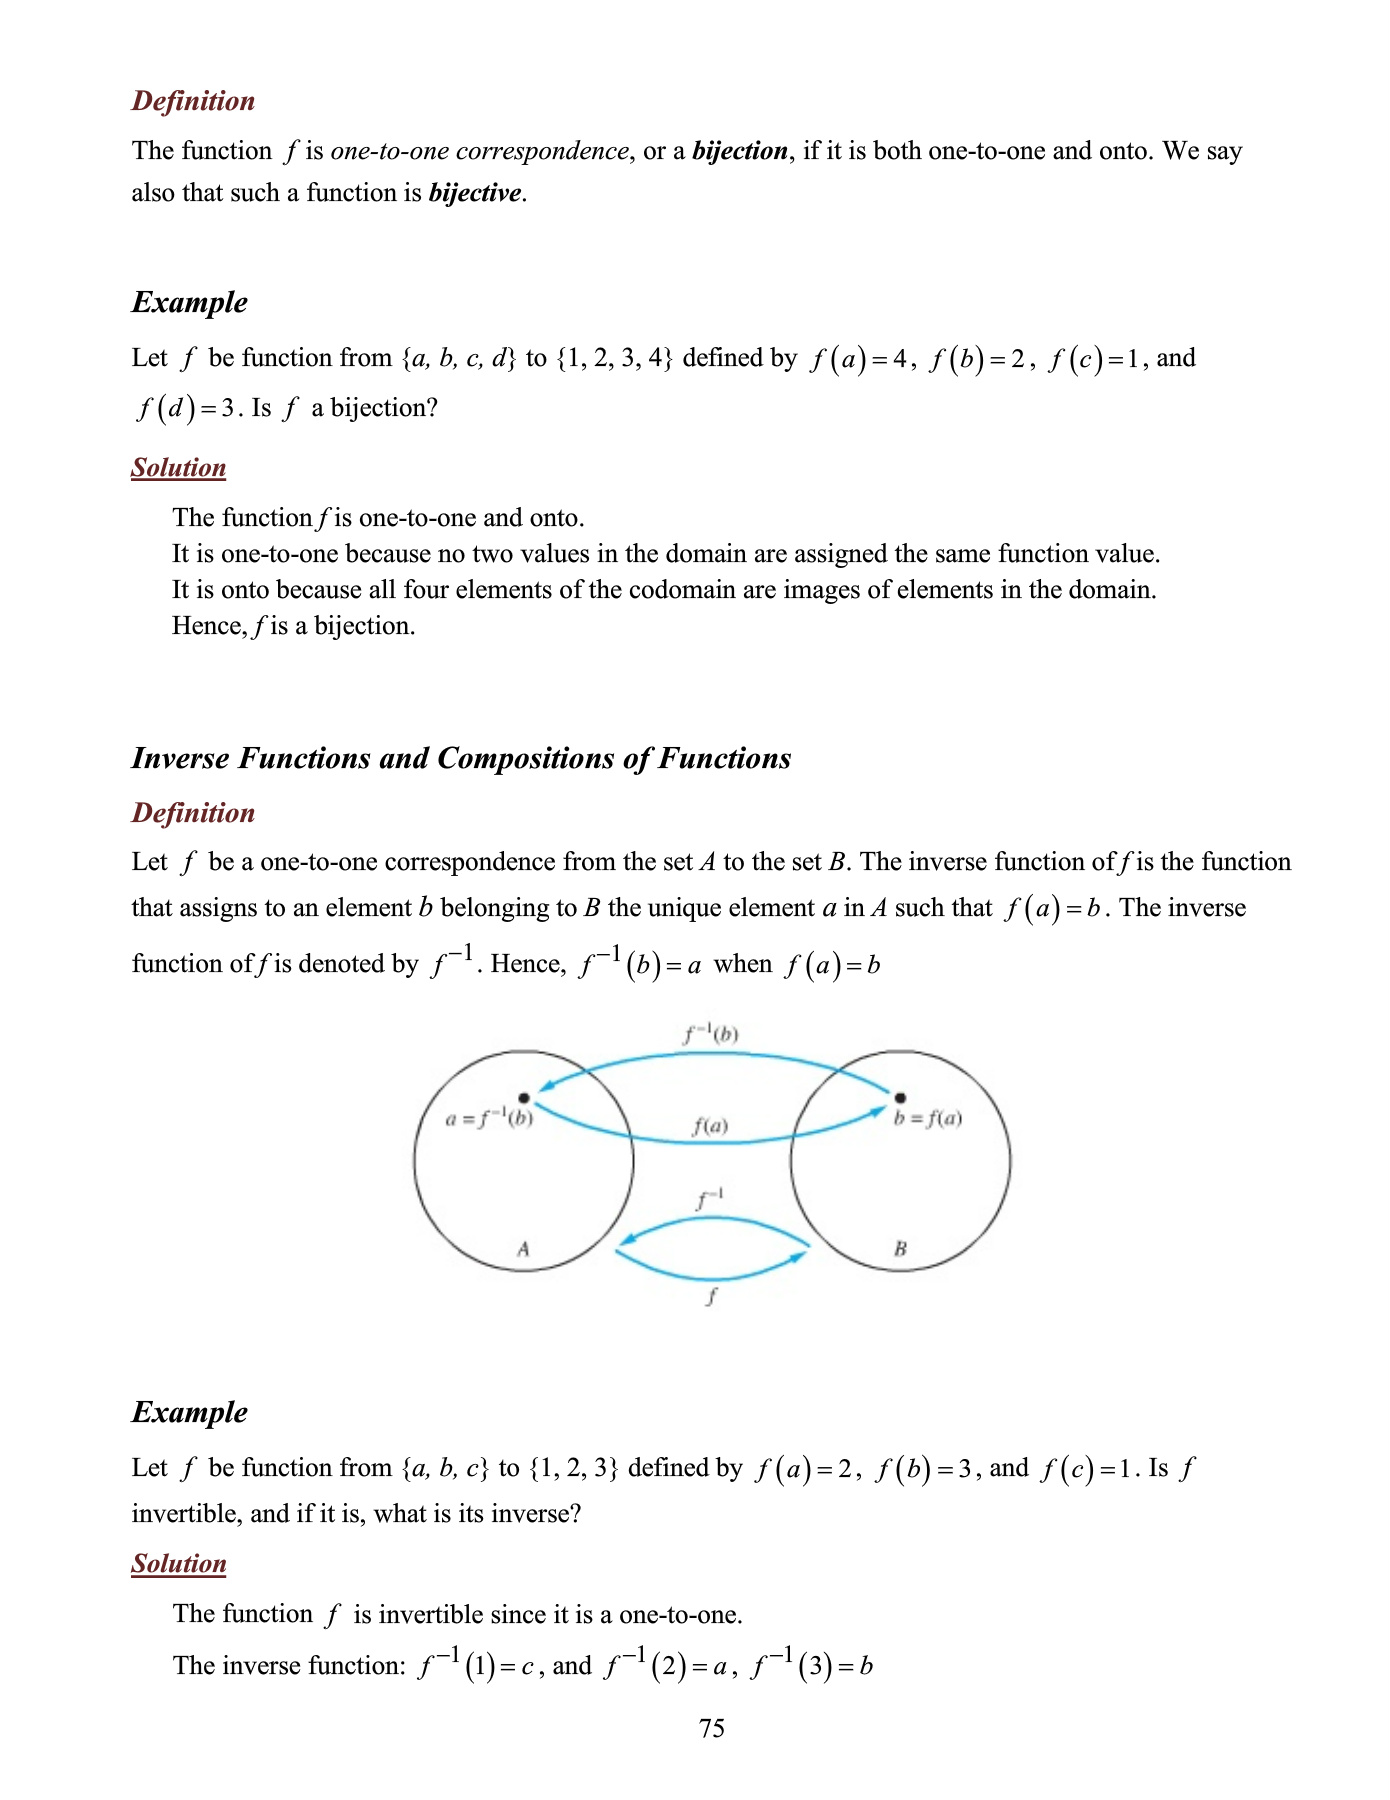 Definition
The function f is one-to-one correspondence, or a bijection, if it is both one-to-one and onto. We say
also that such a function is bijective.
Example
Let f be function from {a, b, c, d} to {1, 2, 3, 4} defined by f(a)=4, f(b)=2, f(c)=1, and
f(d)=3. Is f a bijection?
Solution
The function f is one-to-one and onto.
It is one-to-one because no two values in the domain are assigned the same function value.
It is onto because all four elements of the codomain are images of elements in the domain.
Hence, f is a bijection.
Inverse Functions and Compositions of Functions
Definition
Let f be a one-to-one correspondence from the set A to the set B. The inverse function of f is the function
that assigns to an element b belonging to B the unique element a in A such that f(a)=b. The inverse
function of f is denoted by f⁻¹. Hence, f⁻¹(b)=a when f(a)=b
f⁻¹(b)
a = f⁻¹(b)
f(a)
b = f(a)
f⁻¹
A
B
f
Example
Let f be function from {a, b, c} to {1, 2, 3} defined by f(a)=2, f(b)=3, and f(c)=1. Is f
invertible, and if it is, what is its inverse?
Solution
The function f is invertible since it is a one-to-one.
The inverse function: f⁻¹(1)=c, and f⁻¹(2)=a, f⁻¹(3)=b
75